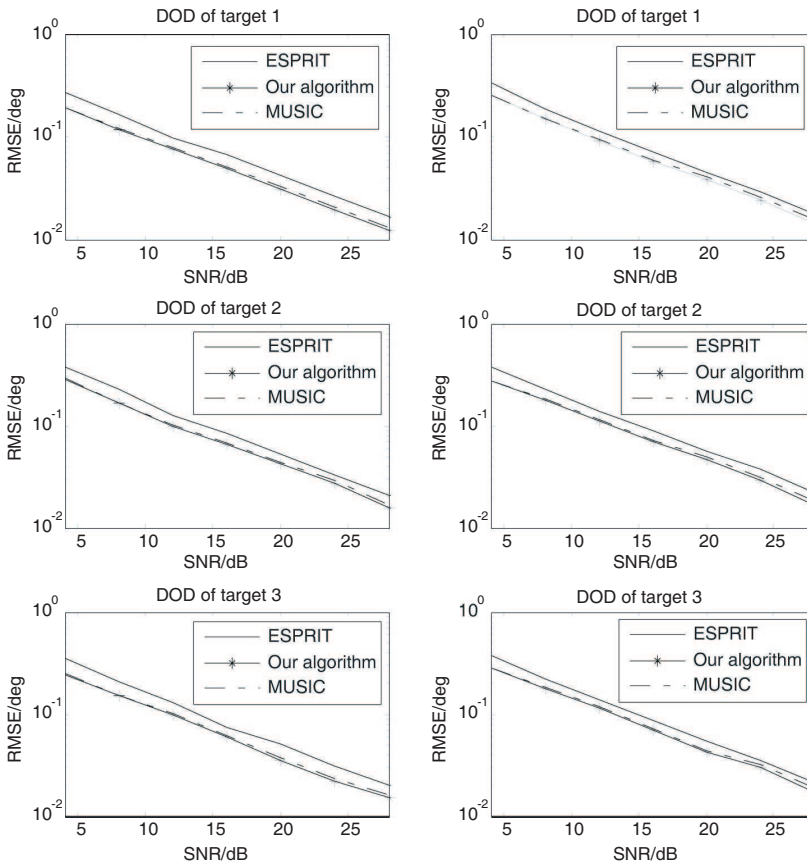 DOD of target 1
10^0
10^-1
10^-2
RMSE/deg
ESPRIT
Our algorithm
MUSIC
5 10 15 20 25
SNR/dB
DOD of target 1
10^0
10^-1
10^-2
RMSE/deg
ESPRIT
Our algorithm
MUSIC
5 10 15 20 25
SNR/dB
DOD of target 2
10^0
10^-1
10^-2
RMSE/deg
ESPRIT
Our algorithm
MUSIC
5 10 15 20 25
SNR/dB
DOD of target 2
10^0
10^-1
10^-2
RMSE/deg
ESPRIT
Our algorithm
MUSIC
5 10 15 20 25
SNR/dB
DOD of target 3
10^0
10^-1
10^-2
RMSE/deg
ESPRIT
Our algorithm
MUSIC
5 10 15 20 25
SNR/dB
DOD of target 3
10^0
10^-1
10^-2
RMSE/deg
ESPRIT
Our algorithm
MUSIC
5 10 15 20 25
SNR/dB